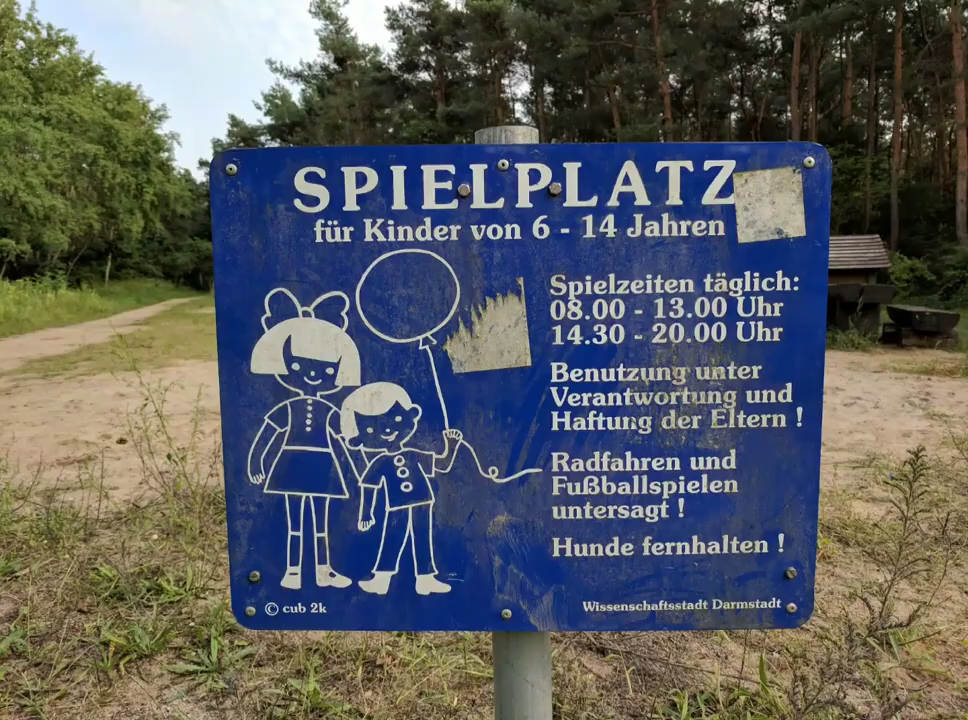 SPIELPLATZ
für Kinder von 6 - 14 Jahren
Spielzeiten täglich:
08.00 - 13.00 Uhr
14.30 - 20.00 Uhr
Benutzung unter
Verantwortung und
Haftung der Eltern !
Radfahren und
Fußballspielen
untersagt !
Hunde fernhalten !
© cub 2k
Wissenschaftsstadt Darmstadt